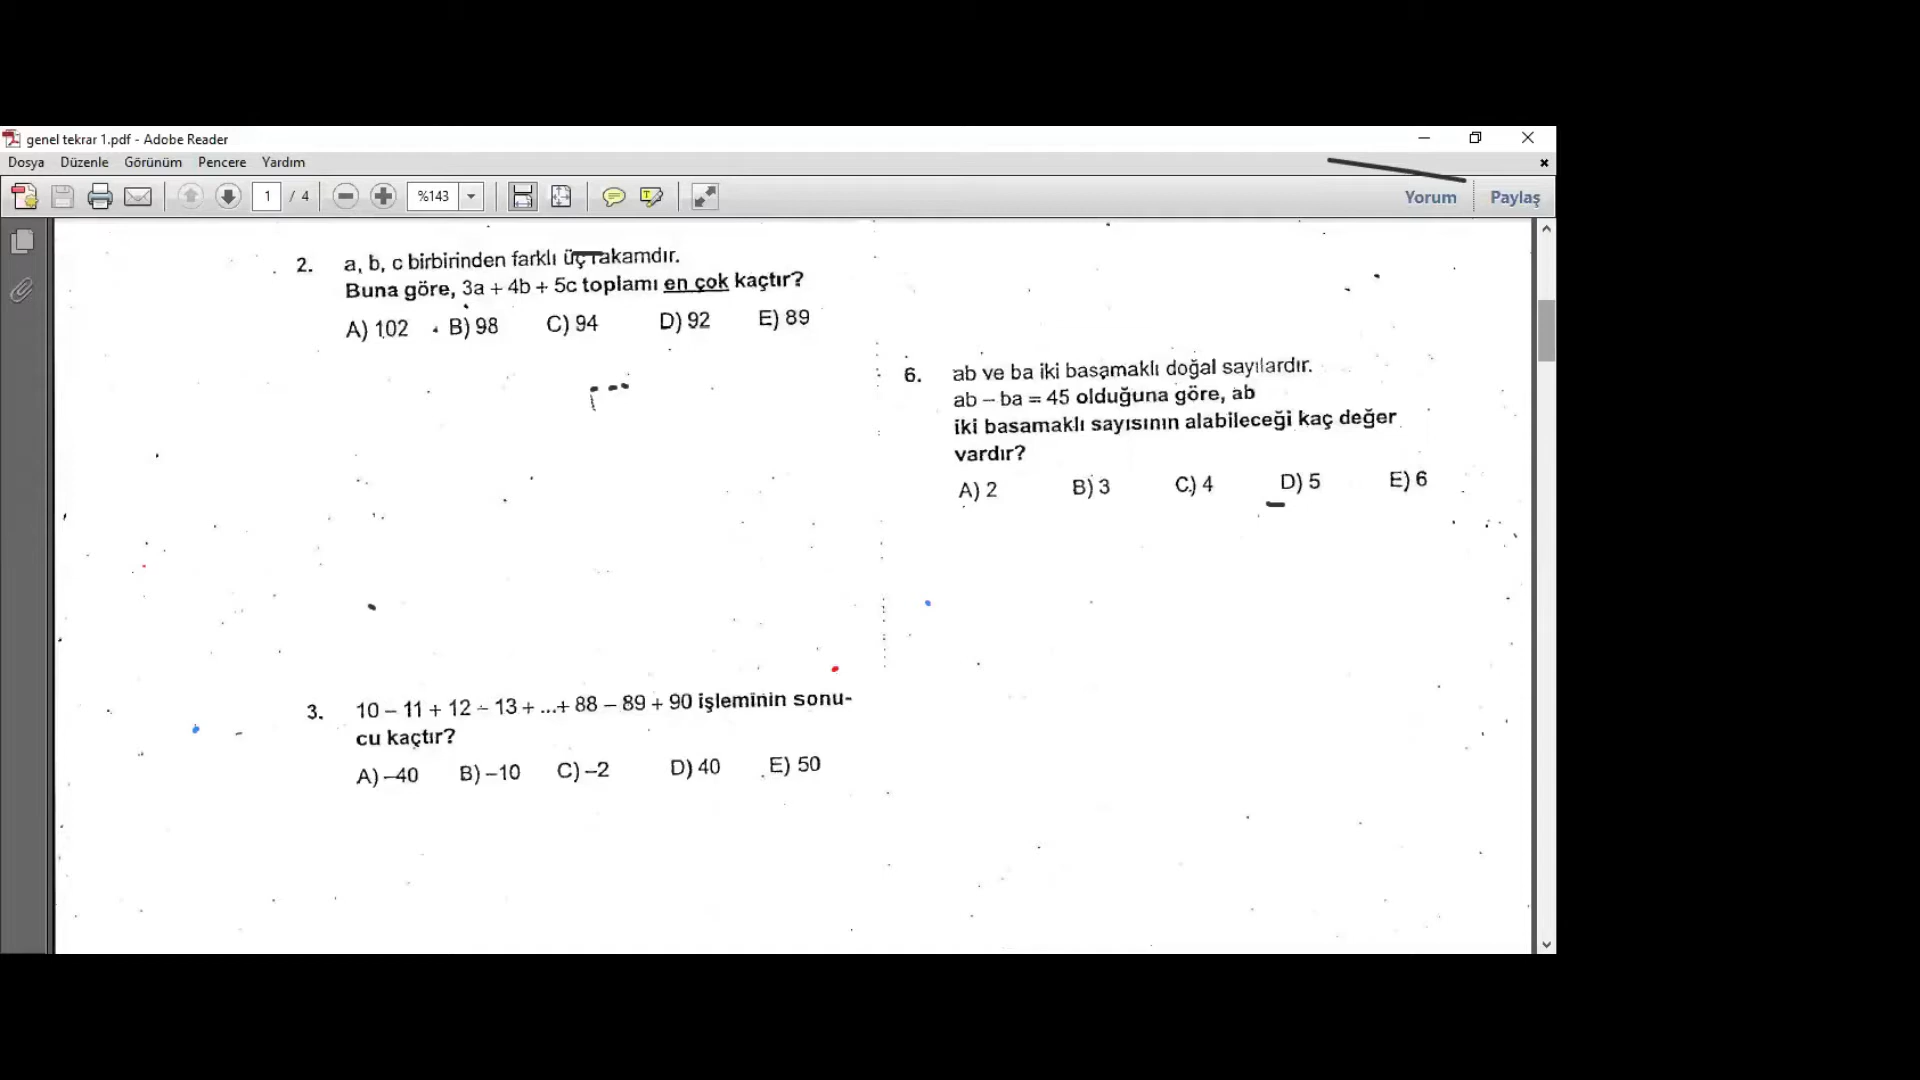 genel tekrar 1.pdf - Adobe Reader
Dosya Düzenle Görünüm Pencere Yardım
1 / 4 %143 Yorum Paylaş
2. a, b, c birbirinden farklı üç rakamdır.
Buna göre, 3a + 4b + 5c toplamı en çok kaçtır?
A) 102 B) 98 C) 94 D) 92 E) 89
3. 10 – 11 + 12 – 13 + ...+ 88 – 89 + 90 işleminin sonu-
cu kaçtır?
A) –40 B) –10 C) –2 D) 40 E) 50
6. ab ve ba iki basamaklı doğal sayılardır.
ab – ba = 45 olduğuna göre, ab
iki basamaklı sayısının alabileceği kaç değer
vardır?
A) 2 B) 3 C) 4 D) 5 E) 6